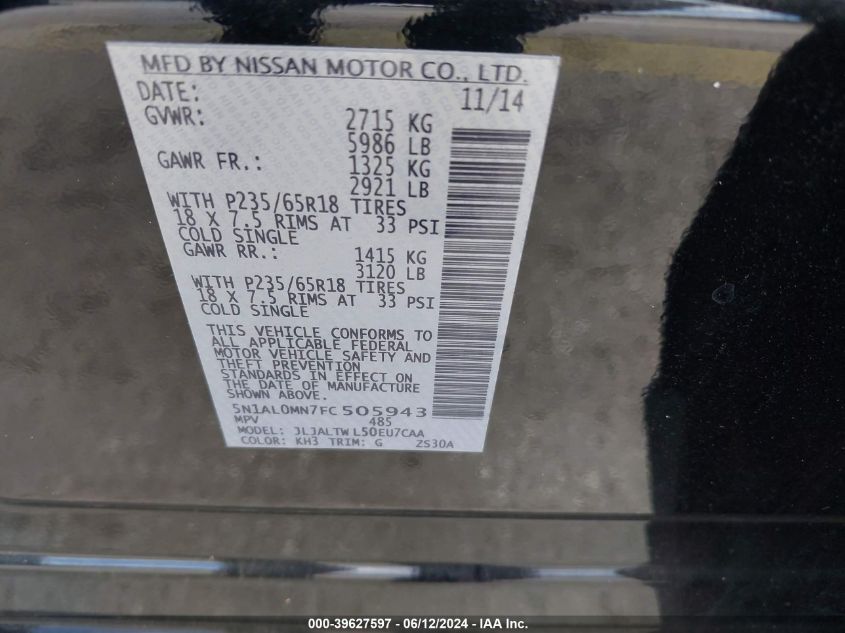 MFD BY NISSAN MOTOR CO., LTD.
DATE: 11/14
GVWR: 2715 KG
5986 LB
GAWR FR.: 1325 KG
2921 LB
WITH P235/65R18 TIRES
18 X 7.5 RIMS AT 33 PSI
COLD SINGLE
GAWR RR.: 1415 KG
3120 LB
WITH P235/65R18 TIRES
18 X 7.5 RIMS AT 33 PSI
COLD SINGLE
THIS VEHICLE CONFORMS TO
ALL APPLICABLE FEDERAL
MOTOR VEHICLE SAFETY AND
THEFT PREVENTION
STANDARDS IN EFFECT ON
THE DATE OF MANUFACTURE
SHOWN ABOVE.
5N1AL0MN7FC505943
MPV 485
MODEL: JLJALTW L50EU7CAA
COLOR: KH3 TRIM: G ZS30A
000-39627597 - 06/12/2024 - IAA Inc.